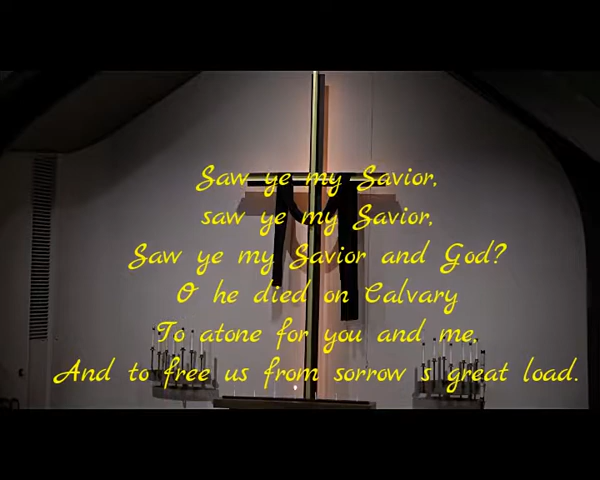 Saw ye my Savior,
saw ye my Savior,
Saw ye my Savior and God?
O he died on Calvary
To atone for you and me,
And to free us from sorrow s great load.